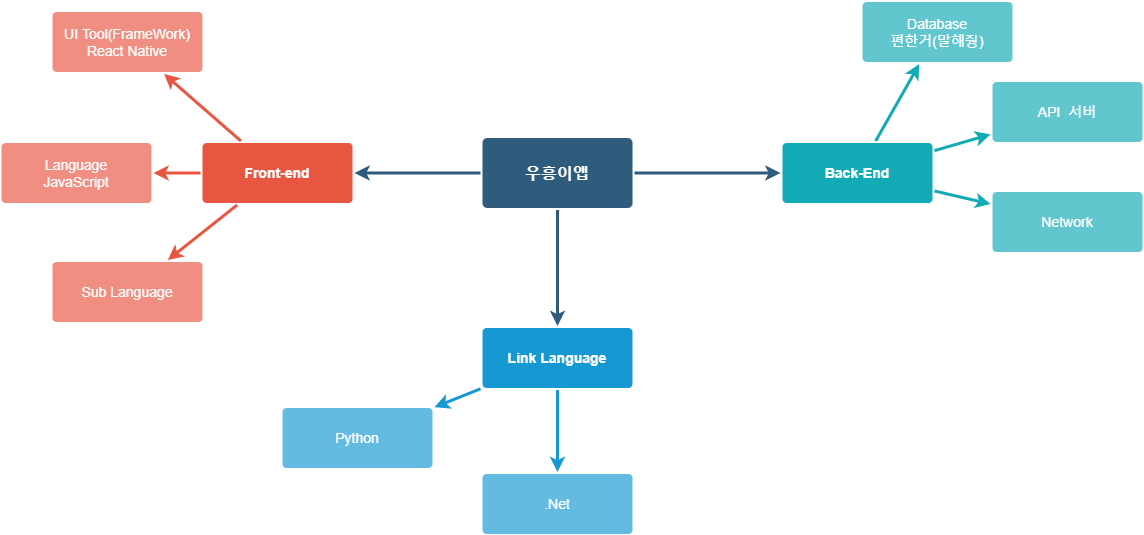 UI Tool(FrameWork)
React Native
Language
JavaScript
Front-end
Sub Language
우흥이앱
Database
편한거(말해줭)
API 서버
Back-End
Network
Link Language
Python
.Net